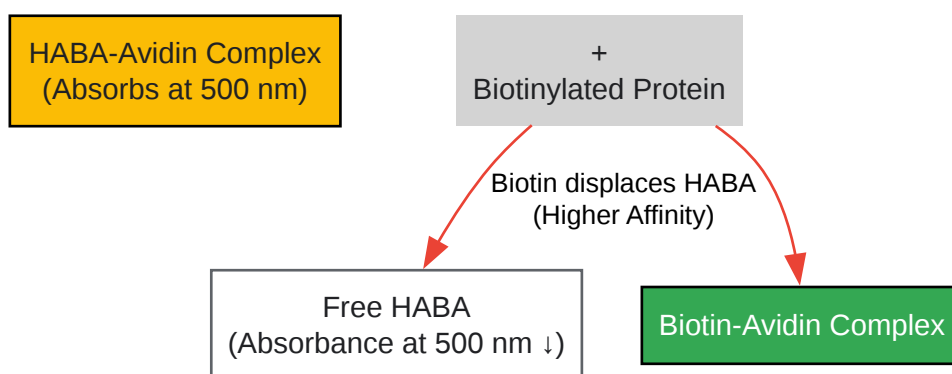 HABA-Avidin Complex
(Absorbs at 500 nm)
+
Biotinylated Protein
Biotin displaces HABA
(Higher Affinity)
Free HABA
(Absorbance at 500 nm ↓)
Biotin-Avidin Complex